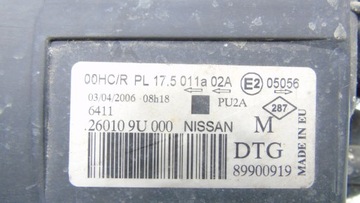 00HC/R PL 17.5 011a 02A E2 05056
03/04/2006 08h18 PU2A 287
6411
26010 9U 000 NISSAN M
DTG
89900919
MADE IN EU